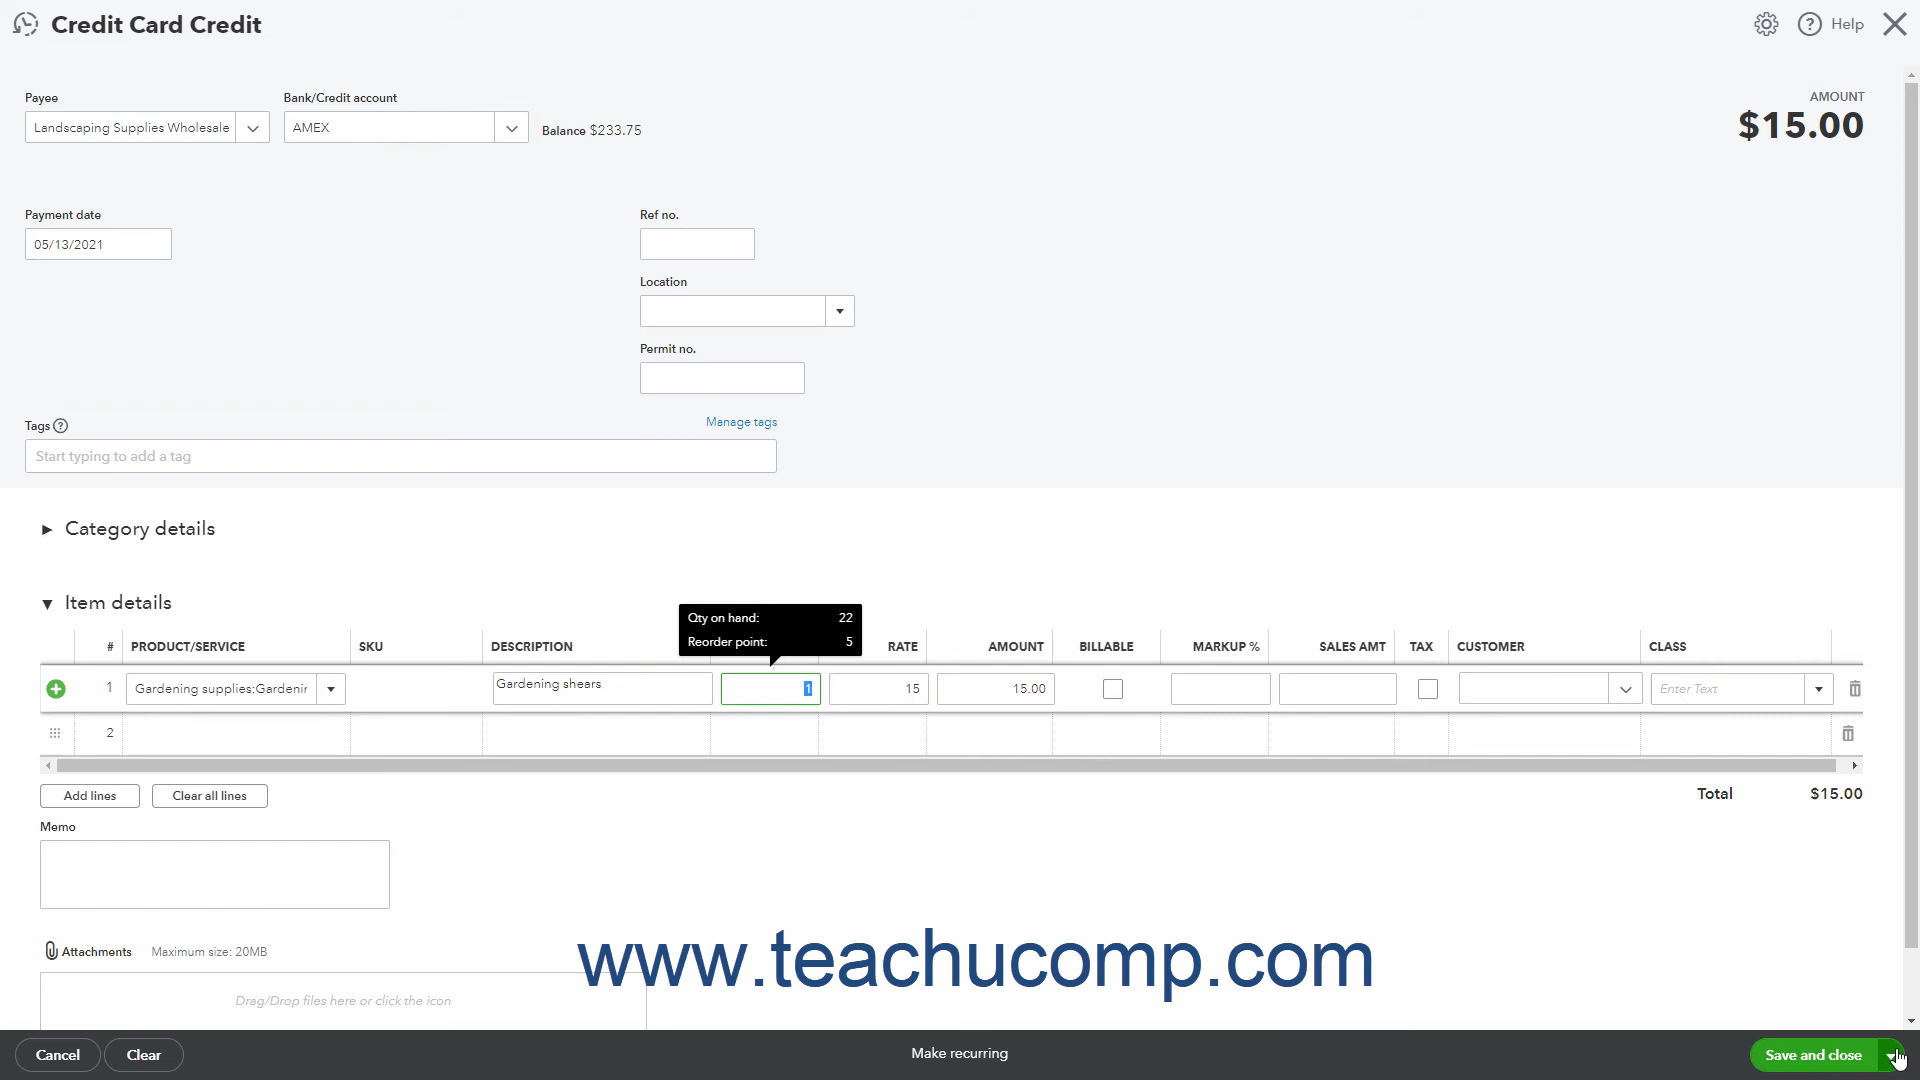 Credit Card Credit
Help
Payee
Bank/Credit account
AMOUNT
Landscaping Supplies Wholesale
AMEX
Balance $233.75
$15.00
Payment date
Ref no.
05/13/2021
Location
Permit no.
Tags
Manage tags
Start typing to add a tag
Category details
Item details
Qty on hand: 22
Reorder point: 5
# PRODUCT/SERVICE SKU DESCRIPTION RATE AMOUNT BILLABLE MARKUP % SALES AMT TAX CUSTOMER CLASS
1 Gardening supplies:Gardenin Gardening shears 1 15 15.00 Enter Text
2
Add lines Clear all lines Total $15.00
Memo
Attachments Maximum size: 20MB
www.teachucomp.com
Drag/Drop files here or click the icon
Cancel Clear Make recurring Save and close